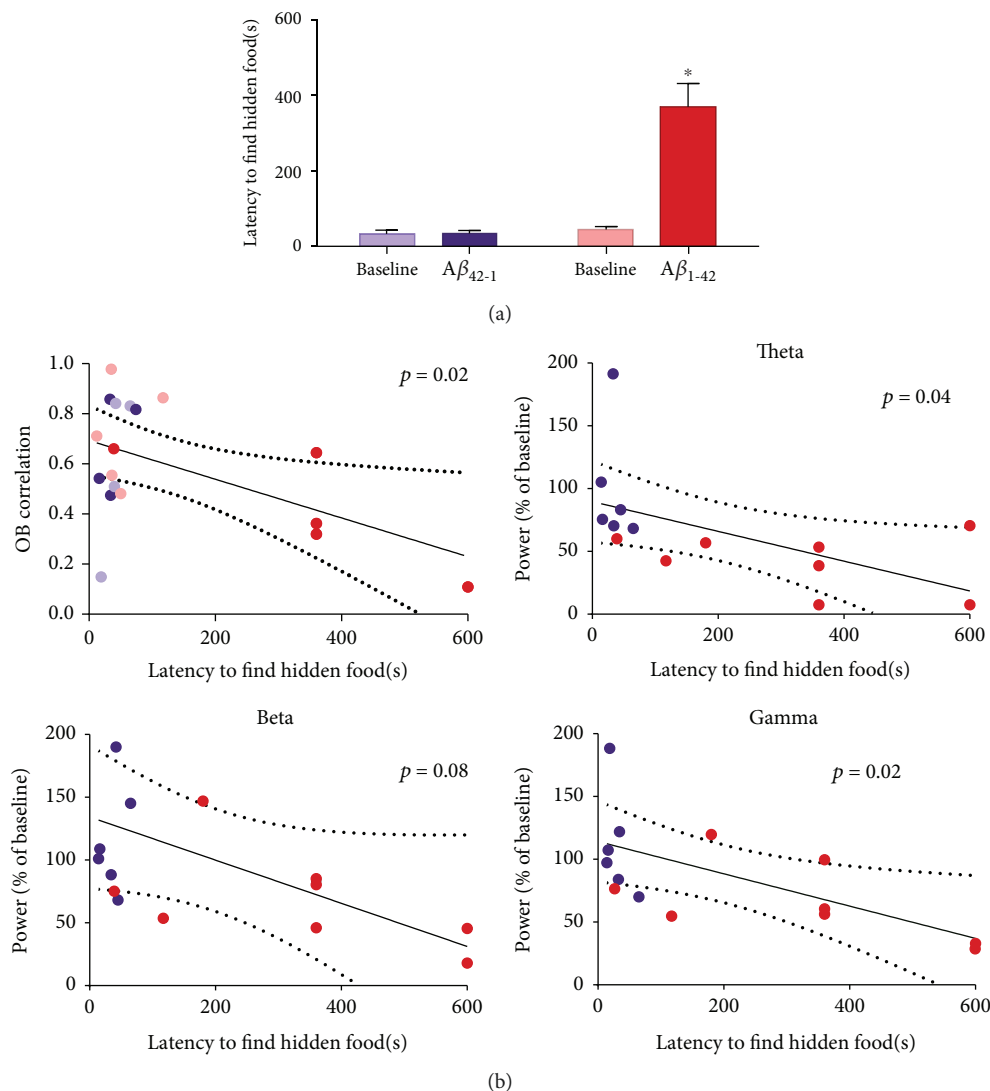 600
400
200
0
Latency to find hidden food(s)
*
Baseline
Aβ42-1
Baseline
Aβ1-42
(a)
1.0
0.8
0.6
0.4
0.2
0.0
OB correlation
p = 0.02
0
200
400
600
Latency to find hidden food(s)
Theta
200
150
100
50
0
Power (% of baseline)
p = 0.04
0
200
400
600
Latency to find hidden food(s)
Beta
200
150
100
50
0
Power (% of baseline)
p = 0.08
0
200
400
600
Latency to find hidden food(s)
Gamma
200
150
100
50
0
Power (% of baseline)
p = 0.02
0
200
400
600
Latency to find hidden food(s)
(b)